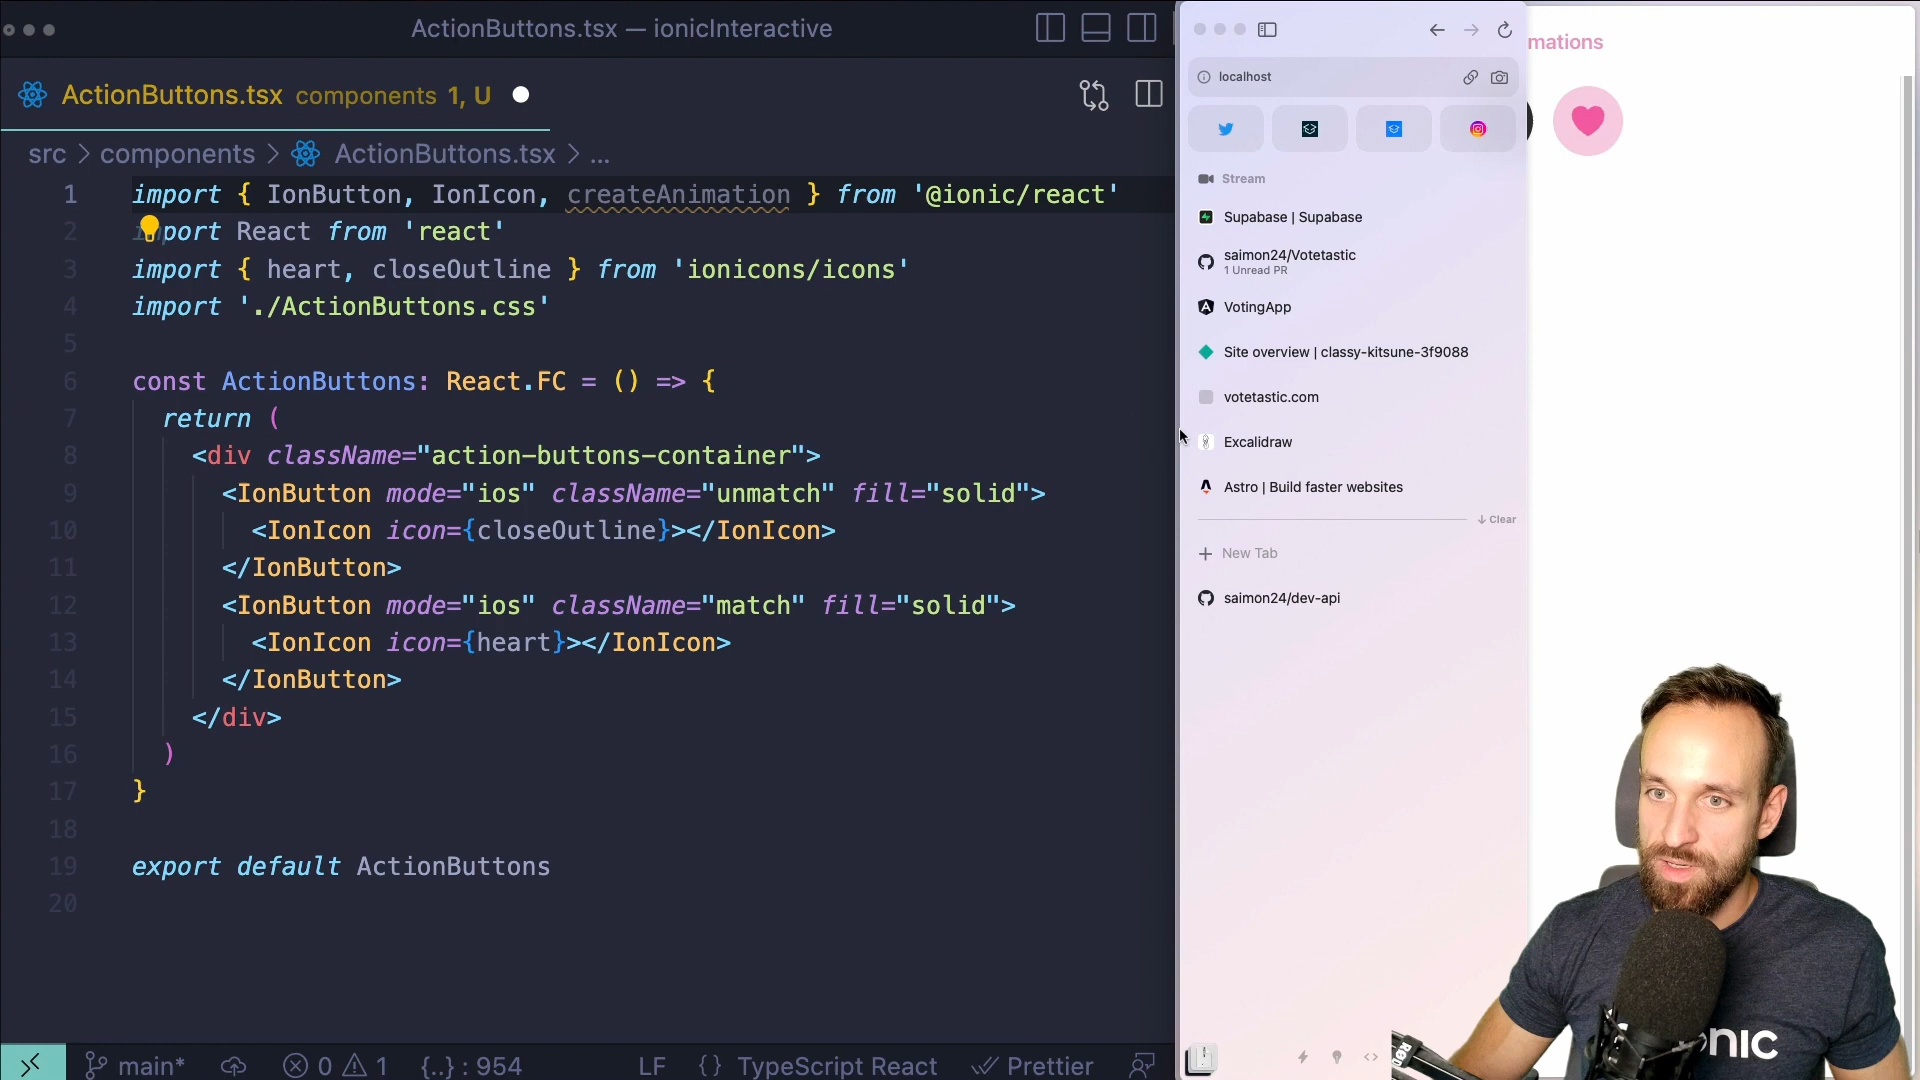 ActionButtons.tsx — ionicInteractive
ActionButtons.tsx components 1, U
src > components > ActionButtons.tsx > ...
1 import { IonButton, IonIcon, createAnimation } from '@ionic/react'
2 import React from 'react'
3 import { heart, closeOutline } from 'ionicons/icons'
4 import './ActionButtons.css'
5
6 const ActionButtons: React.FC = () => {
7 return (
8 <div className="action-buttons-container">
9 <IonButton mode="ios" className="unmatch" fill="solid">
10 <IonIcon icon={closeOutline}></IonIcon>
11 </IonButton>
12 <IonButton mode="ios" className="match" fill="solid">
13 <IonIcon icon={heart}></IonIcon>
14 </IonButton>
15 </div>
16 )
17 }
18
19 export default ActionButtons
20
main* 0 1 {..} : 954 LF {} TypeScript React Prettier
localhost
Stream
Supabase | Supabase
saimon24/Votetastic
1 Unread PR
VotingApp
Site overview | classy-kitsune-3f9088
votetastic.com
Excalidraw
Astro | Build faster websites
Clear
+ New Tab
saimon24/dev-api
mations
nic
RØDE